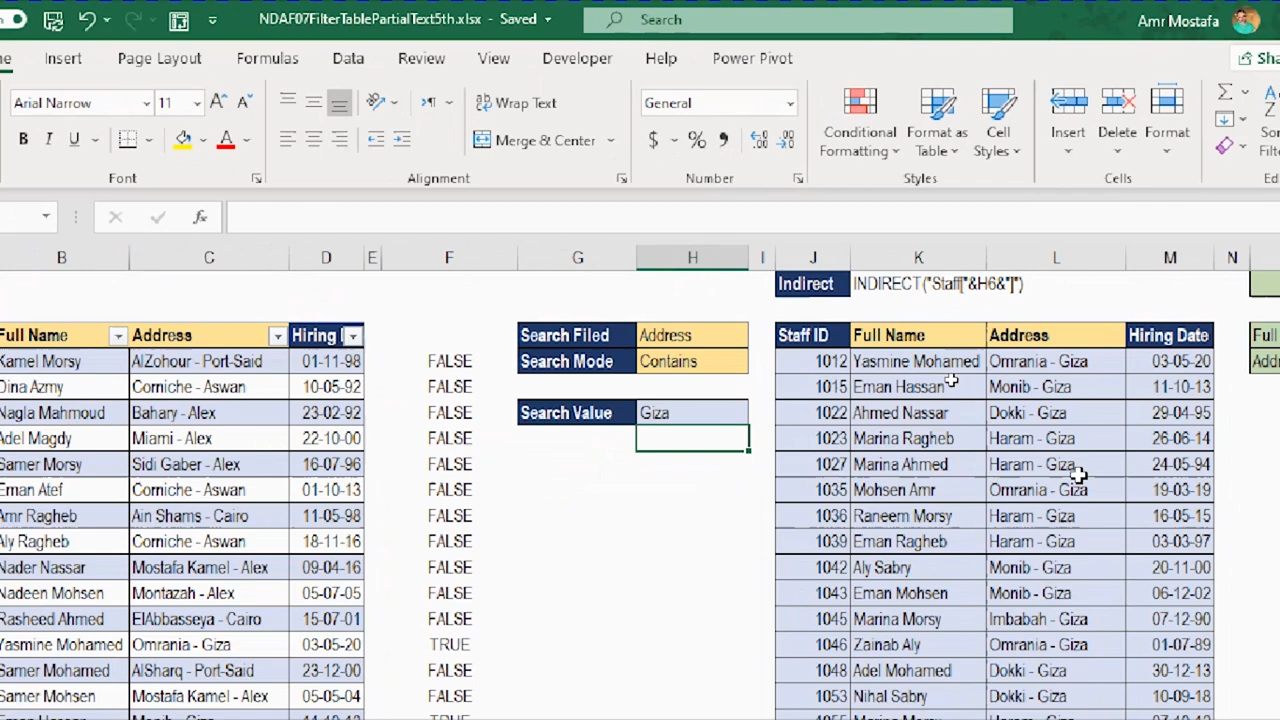 NDAF07FilterTablePartialText5th.xlsx - Saved
Search
Amr Mostafa
Insert Page Layout Formulas Data Review View Developer Help Power Pivot
Arial Narrow 11 A A Wrap Text General
B I U A Merge & Center $ % 9
Conditional Formatting Format as Table Cell Styles Insert Delete Format
Font Alignment Number Styles Cells
fx
B C D E F G H I J K L M N
Indirect INDIRECT("Staff["&H6&"]")
Full Name Address Hiring Search Filed Address Staff ID Full Name Address Hiring Date Full
Kamel Morsy AlZohour - Port-Said 01-11-98 FALSE Search Mode Contains 1012 Yasmine Mohamed Omrania - Giza 03-05-20
Dina Azmy Corniche - Aswan 10-05-92 FALSE 1015 Eman Hassan Monib - Giza 11-10-13
Nagla Mahmoud Bahary - Alex 23-02-92 FALSE Search Value Giza 1022 Ahmed Nassar Dokki - Giza 29-04-95
Adel Magdy Miami - Alex 22-10-00 FALSE 1023 Marina Ragheb Haram - Giza 26-06-14
Samer Morsy Sidi Gaber - Alex 16-07-96 FALSE 1027 Marina Ahmed Haram - Giza 24-05-94
Eman Atef Corniche - Aswan 01-10-13 FALSE 1035 Mohsen Amr Omrania - Giza 19-03-19
Amr Ragheb Ain Shams - Cairo 11-05-98 FALSE 1036 Raneem Morsy Haram - Giza 16-05-15
Aly Ragheb Corniche - Aswan 18-11-16 FALSE 1039 Eman Ragheb Haram - Giza 03-03-97
Nader Nassar Mostafa Kamel - Alex 09-04-16 FALSE 1042 Aly Sabry Monib - Giza 20-11-00
Nadeen Mohsen Montazah - Alex 05-07-05 FALSE 1043 Eman Mohsen Monib - Giza 06-12-02
Rasheed Ahmed ElAbbasseya - Cairo 15-07-01 FALSE 1045 Marina Morsy Imbabah - Giza 07-12-90
Yasmine Mohamed Omrania - Giza 03-05-20 TRUE 1046 Zainab Aly Omrania - Giza 01-07-89
Samer Mohamed AlSharq - Port-Said 23-12-00 FALSE 1048 Adel Mohamed Dokki - Giza 30-12-13
Samer Mohsen Mostafa Kamel - Alex 05-05-04 FALSE 1053 Nihal Sabry Dokki - Giza 10-09-18